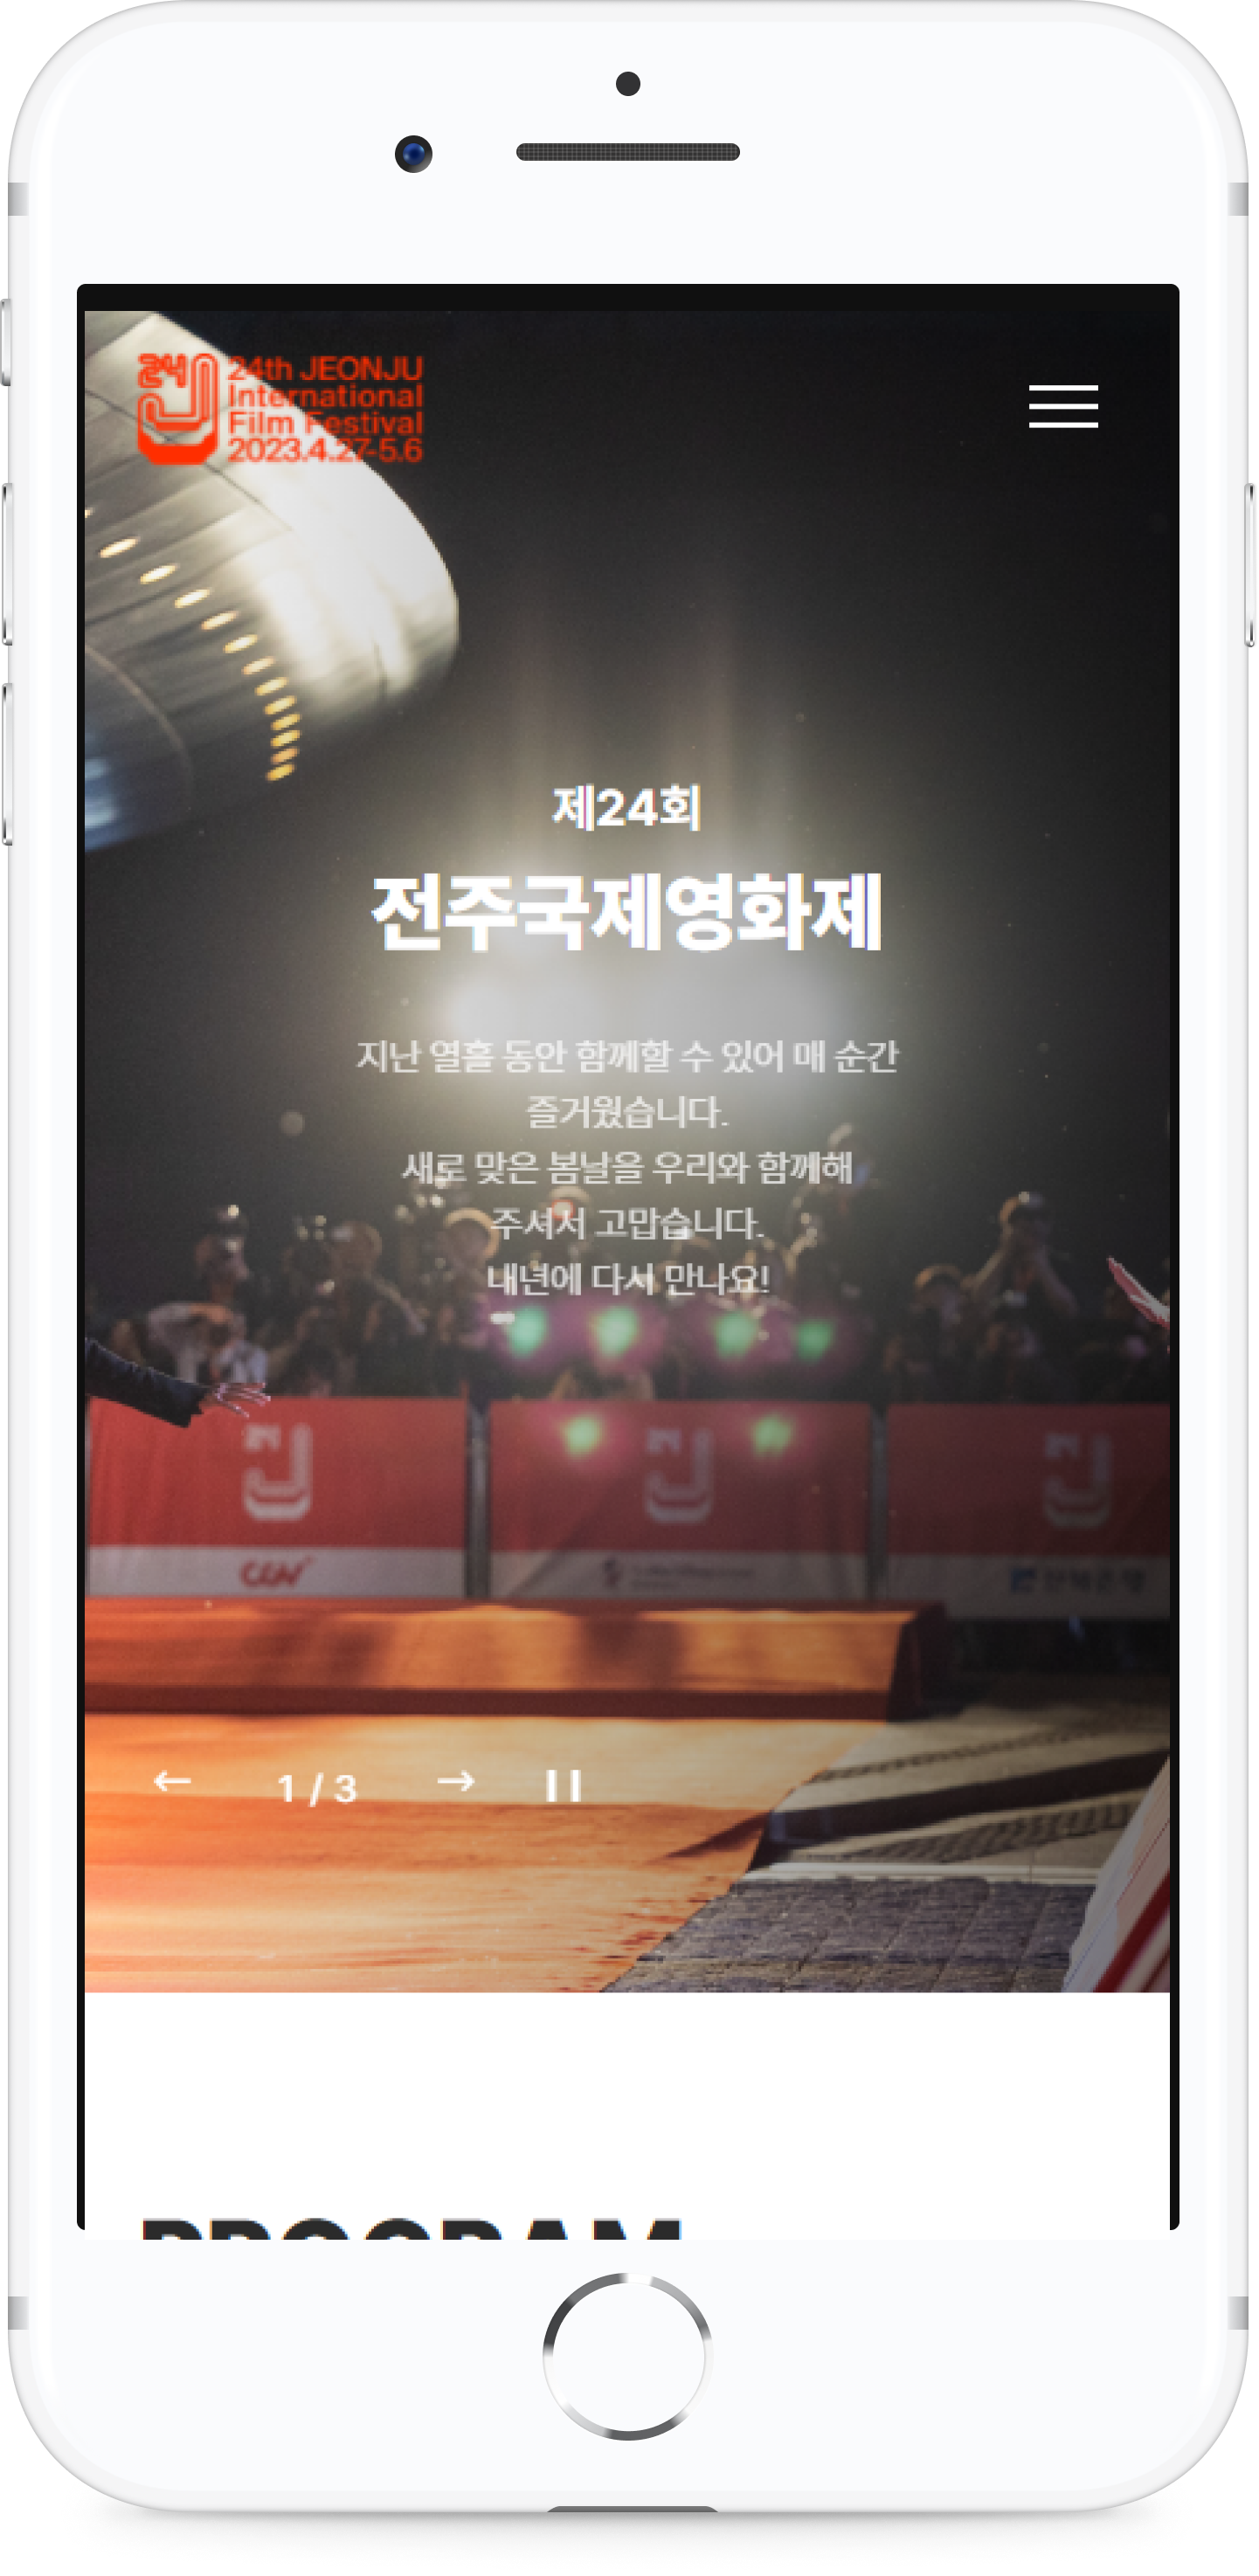 24
24th JEONJU
International
Film Festival
2023.4.27-5.6
제24회
전주국제영화제
지난 열흘 동안 함께할 수 있어 매 순간
즐거웠습니다.
새로 맞은 봄날을 우리와 함께해
주셔서 고맙습니다.
내년에 다시 만나요!
1 / 3
PROGRAM